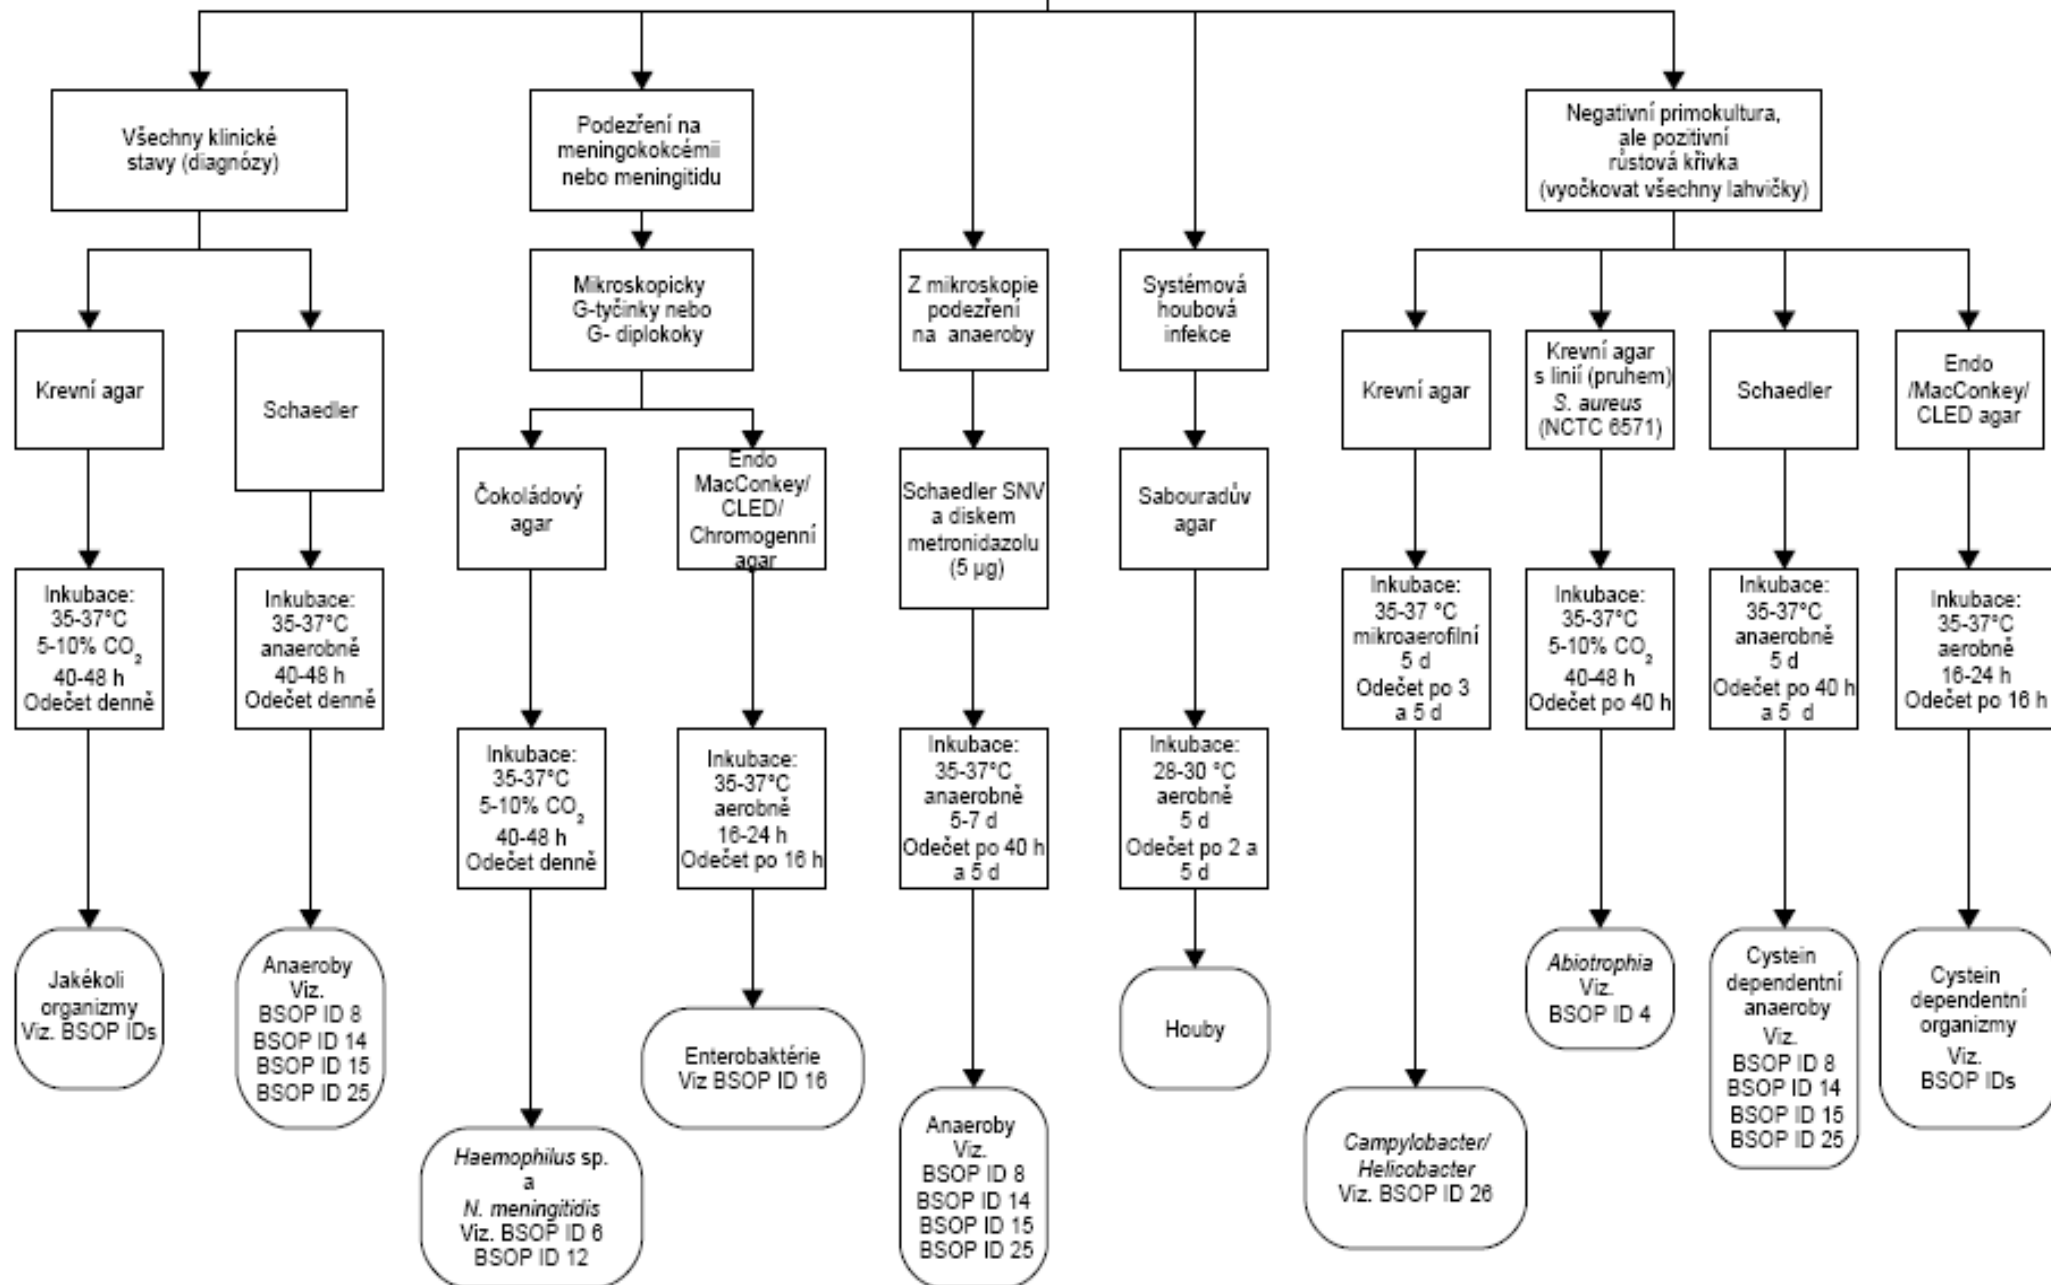 Všechny klinické
stavy (diagnózy)
Podezření na
meningokokcémii
nebo meningitidu
Negativní primokultura,
ale pozitivní
růstová křivka
(vyočkovat všechny lahvičky)
Mikroskopicky
G-tyčinky nebo
G- diplokoky
Z mikroskopie
podezření
na anaeroby
Systémová
houbová
infekce
Krevní agar
Schaedler
Krevní agar
Krevní agar
s linií (pruhem)
S. aureus
(NCTC 6571)
Schaedler
Endo
/MacConkey/
CLED agar
Čokoládový
agar
Endo
MacConkey/
CLED/
Chromogenní
agar
Schaedler SNV
a diskem
metronidazolu
(5 µg)
Sabouradův
agar
Inkubace:
35-37°C
5-10% CO₂
40-48 h
Odečet denně
Inkubace:
35-37°C
anaerobně
40-48 h
Odečet denně
Inkubace:
35-37 °C
mikroaerofilní
5 d
Odečet po 3
a 5 d
Inkubace:
35-37°C
5-10% CO₂
40-48 h
Odečet po 40 h
Inkubace:
35-37°C
anaerobně
5 d
Odečet po 40 h
a 5 d
Inkubace:
35-37°C
aerobně
16-24 h
Odečet po 16 h
Inkubace:
35-37°C
5-10% CO₂
40-48 h
Odečet denně
Inkubace:
35-37°C
aerobně
16-24 h
Odečet po 16 h
Inkubace:
35-37°C
anaerobně
5-7 d
Odečet po 40 h
a 5 d
Inkubace:
28-30 °C
aerobně
5 d
Odečet po 2 a
5 d
Jakékoli
organizmy
Viz. BSOP IDs
Anaeroby
Viz.
BSOP ID 8
BSOP ID 14
BSOP ID 15
BSOP ID 25
Haemophilus sp.
a
N. meningitidis
Viz. BSOP ID 6
BSOP ID 12
Enterobaktérie
Viz BSOP ID 16
Anaeroby
Viz.
BSOP ID 8
BSOP ID 14
BSOP ID 15
BSOP ID 25
Houby
Campylobacter/
Helicobacter
Viz. BSOP ID 26
Abiotrophia
Viz.
BSOP ID 4
Cystein
dependentní
anaeroby
Viz.
BSOP ID 8
BSOP ID 14
BSOP ID 15
BSOP ID 25
Cystein
dependentní
organizmy
Viz.
BSOP IDs